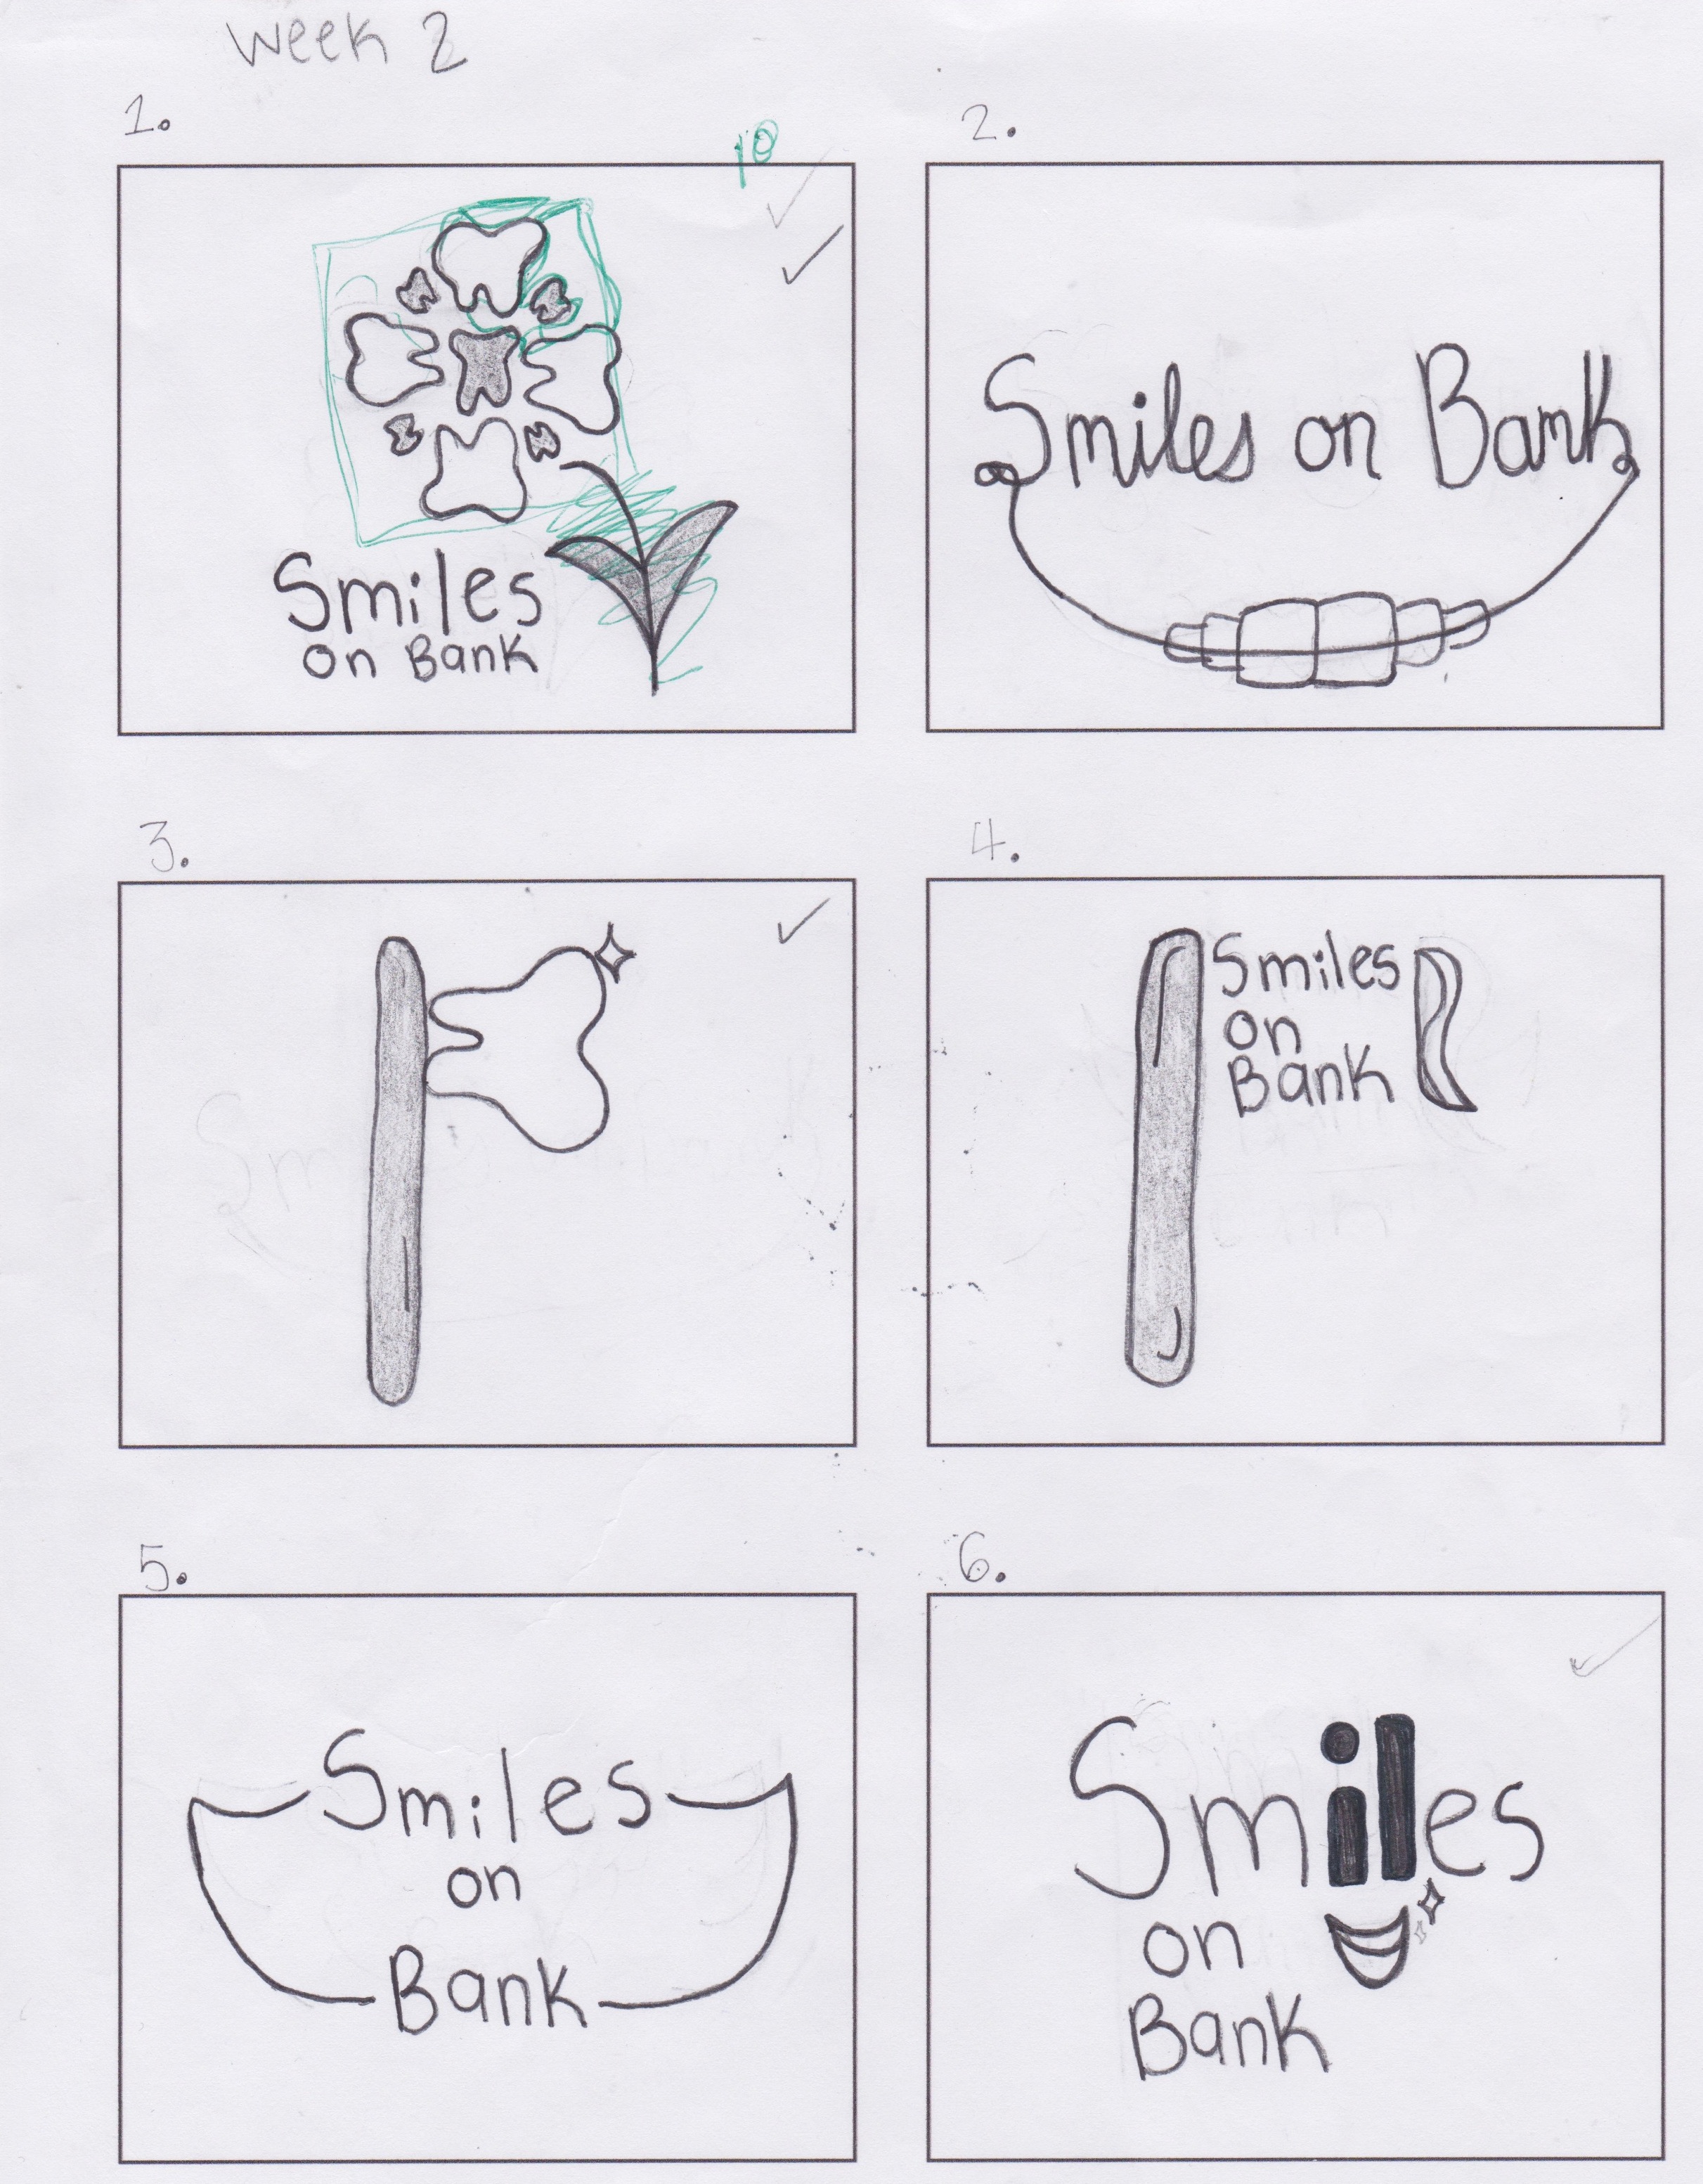 Week 2
1.
10
Smiles
on Bank
2.
Smiles on Bank
3.
4.
Smiles
on
Bank
5.
Smiles
on
Bank
6.
Smiles
on
Bank